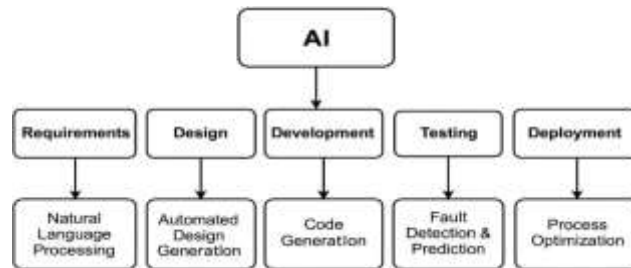 AI
Requirements
Design
Development
Testing
Deployment
Natural
Language
Processing
Automated
Design
Generation
Code
Generation
Fault
Detection &
Prediction
Process
Optimization